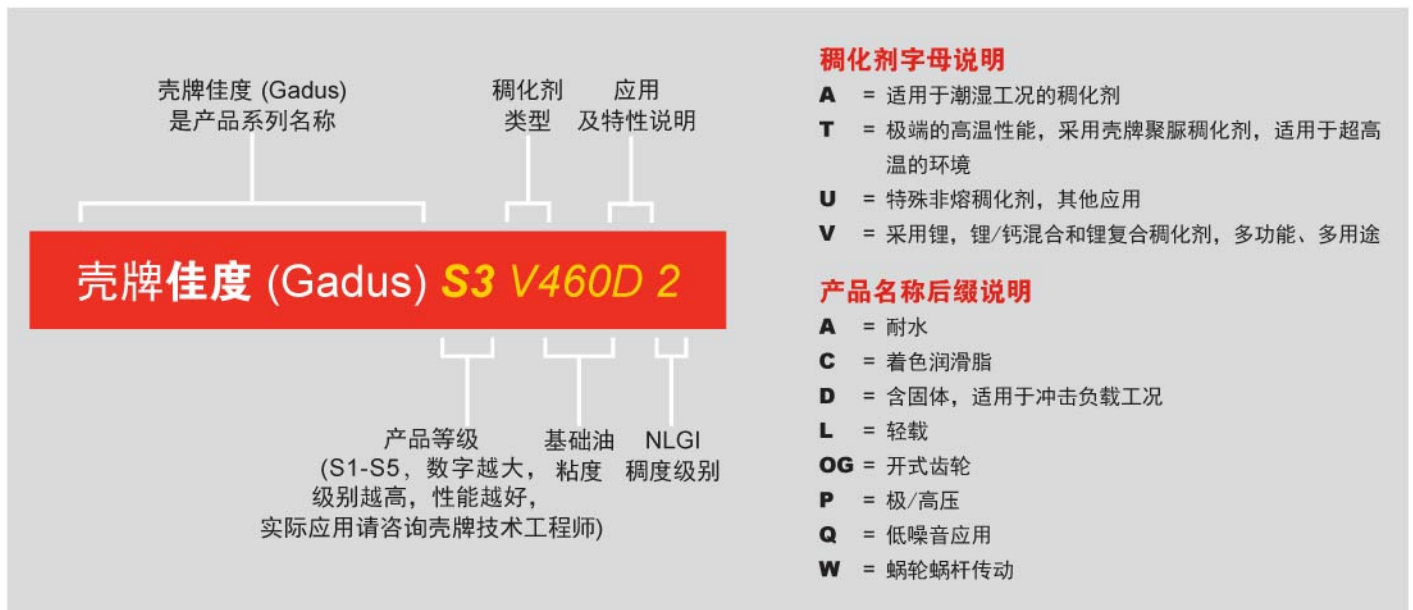 壳牌佳度 (Gadus)
是产品系列名称
稠化剂
类型
应用
及特性说明
壳牌佳度 (Gadus) S3 V460D 2
产品等级
(S1-S5，数字越大，
级别越高，性能越好，
实际应用请咨询壳牌技术工程师)
基础油
粘度
NLGI
稠度级别
稠化剂字母说明
A = 适用于潮湿工况的稠化剂
T = 极端的高温性能，采用壳牌聚脲稠化剂，适用于超高
温的环境
U = 特殊非熔稠化剂，其他应用
V = 采用锂，锂/钙混合和锂复合稠化剂，多功能、多用途
产品名称后缀说明
A = 耐水
C = 着色润滑脂
D = 含固体，适用于冲击负载工况
L = 轻载
OG = 开式齿轮
P = 极/高压
Q = 低噪音应用
W = 蜗轮蜗杆传动